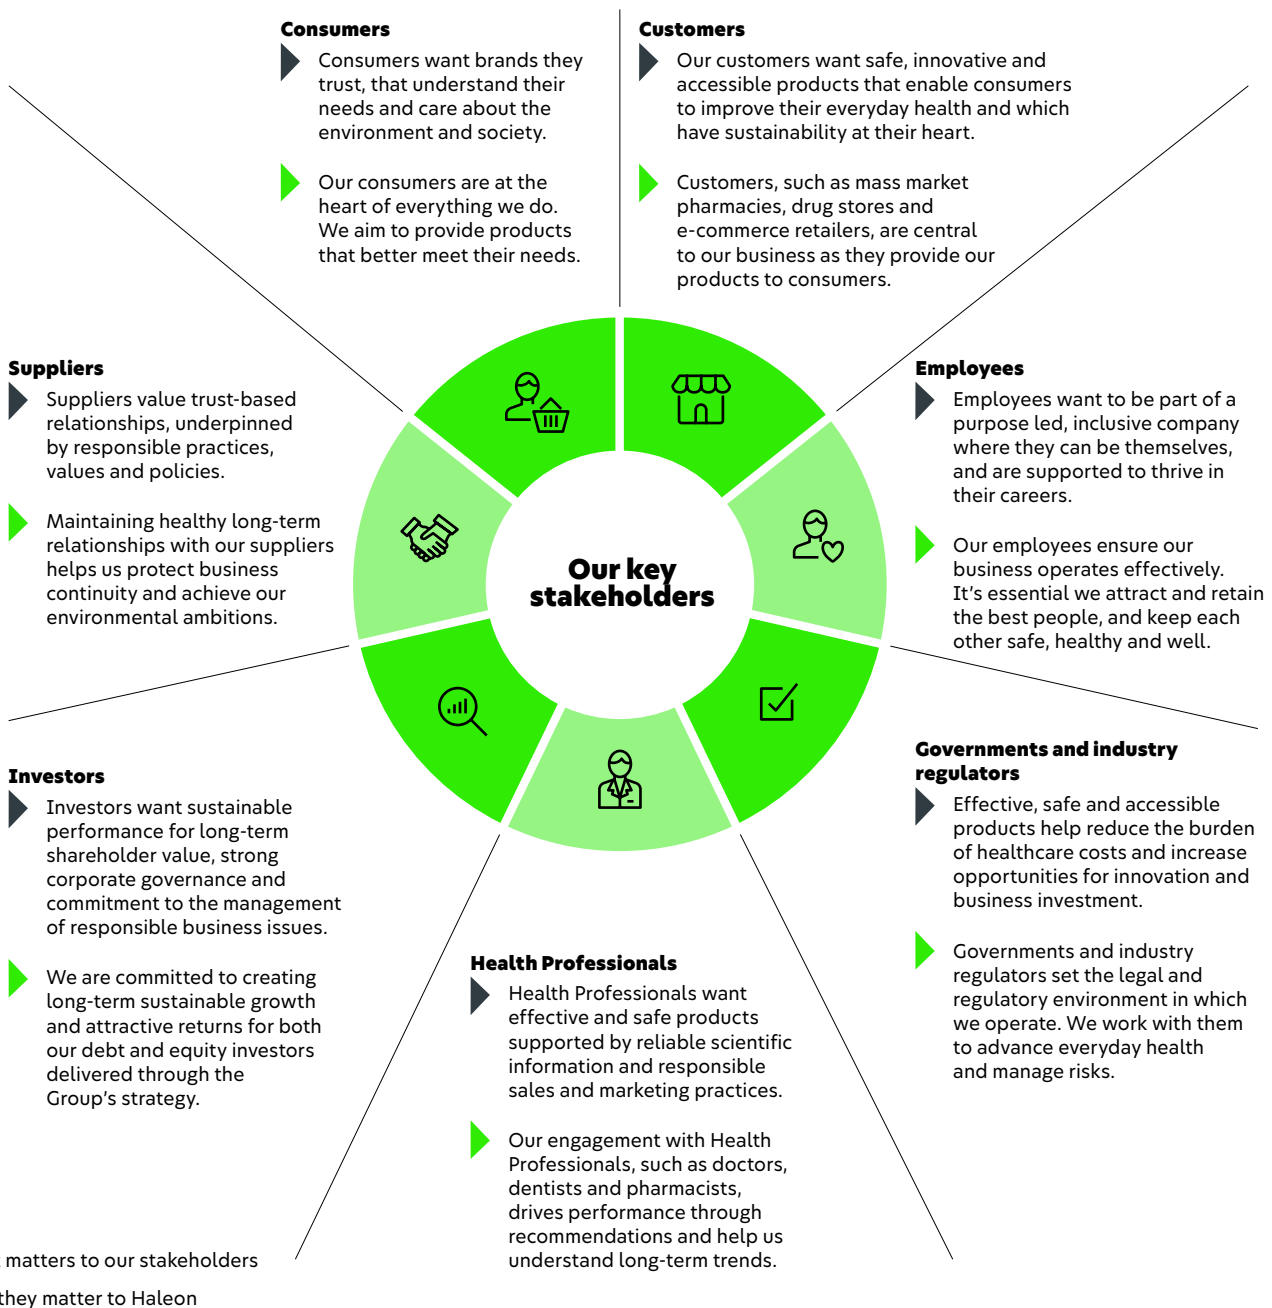 Consumers
Consumers want brands they
trust, that understand their
needs and care about the
environment and society.
Our consumers are at the
heart of everything we do.
We aim to provide products
that better meet their needs.
Customers
Our customers want safe, innovative and
accessible products that enable consumers
to improve their everyday health and which
have sustainability at their heart.
Customers, such as mass market
pharmacies, drug stores and
e-commerce retailers, are central
to our business as they provide our
products to consumers.
Suppliers
Suppliers value trust-based
relationships, underpinned
by responsible practices,
values and policies.
Maintaining healthy long-term
relationships with our suppliers
helps us protect business
continuity and achieve our
environmental ambitions.
Our key
stakeholders
Employees
Employees want to be part of a
purpose led, inclusive company
where they can be themselves,
and are supported to thrive in
their careers.
Our employees ensure our
business operates effectively.
It's essential we attract and retain
the best people, and keep each
other safe, healthy and well.
Investors
Investors want sustainable
performance for long-term
shareholder value, strong
corporate governance and
commitment to the management
of responsible business issues.
We are committed to creating
long-term sustainable growth
and attractive returns for both
our debt and equity investors
delivered through the
Group's strategy.
Health Professionals
Health Professionals want
effective and safe products
supported by reliable scientific
information and responsible
sales and marketing practices.
Our engagement with Health
Professionals, such as doctors,
dentists and pharmacists,
drives performance through
recommendations and help us
understand long-term trends.
Governments and industry
regulators
Effective, safe and accessible
products help reduce the burden
of healthcare costs and increase
opportunities for innovation and
business investment.
Governments and industry
regulators set the legal and
regulatory environment in which
we operate. We work with them
to advance everyday health
and manage risks.
matters to our stakeholders
they matter to Haleon